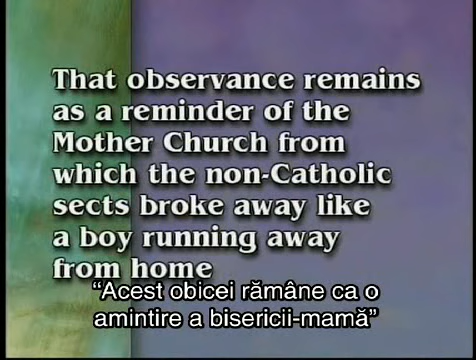 That observance remains
as a reminder of the
Mother Church from
which the non-Catholic
sects broke away like
a boy running away
from home
“Acest obicei rămâne ca o
amintire a bisericii-mamă”